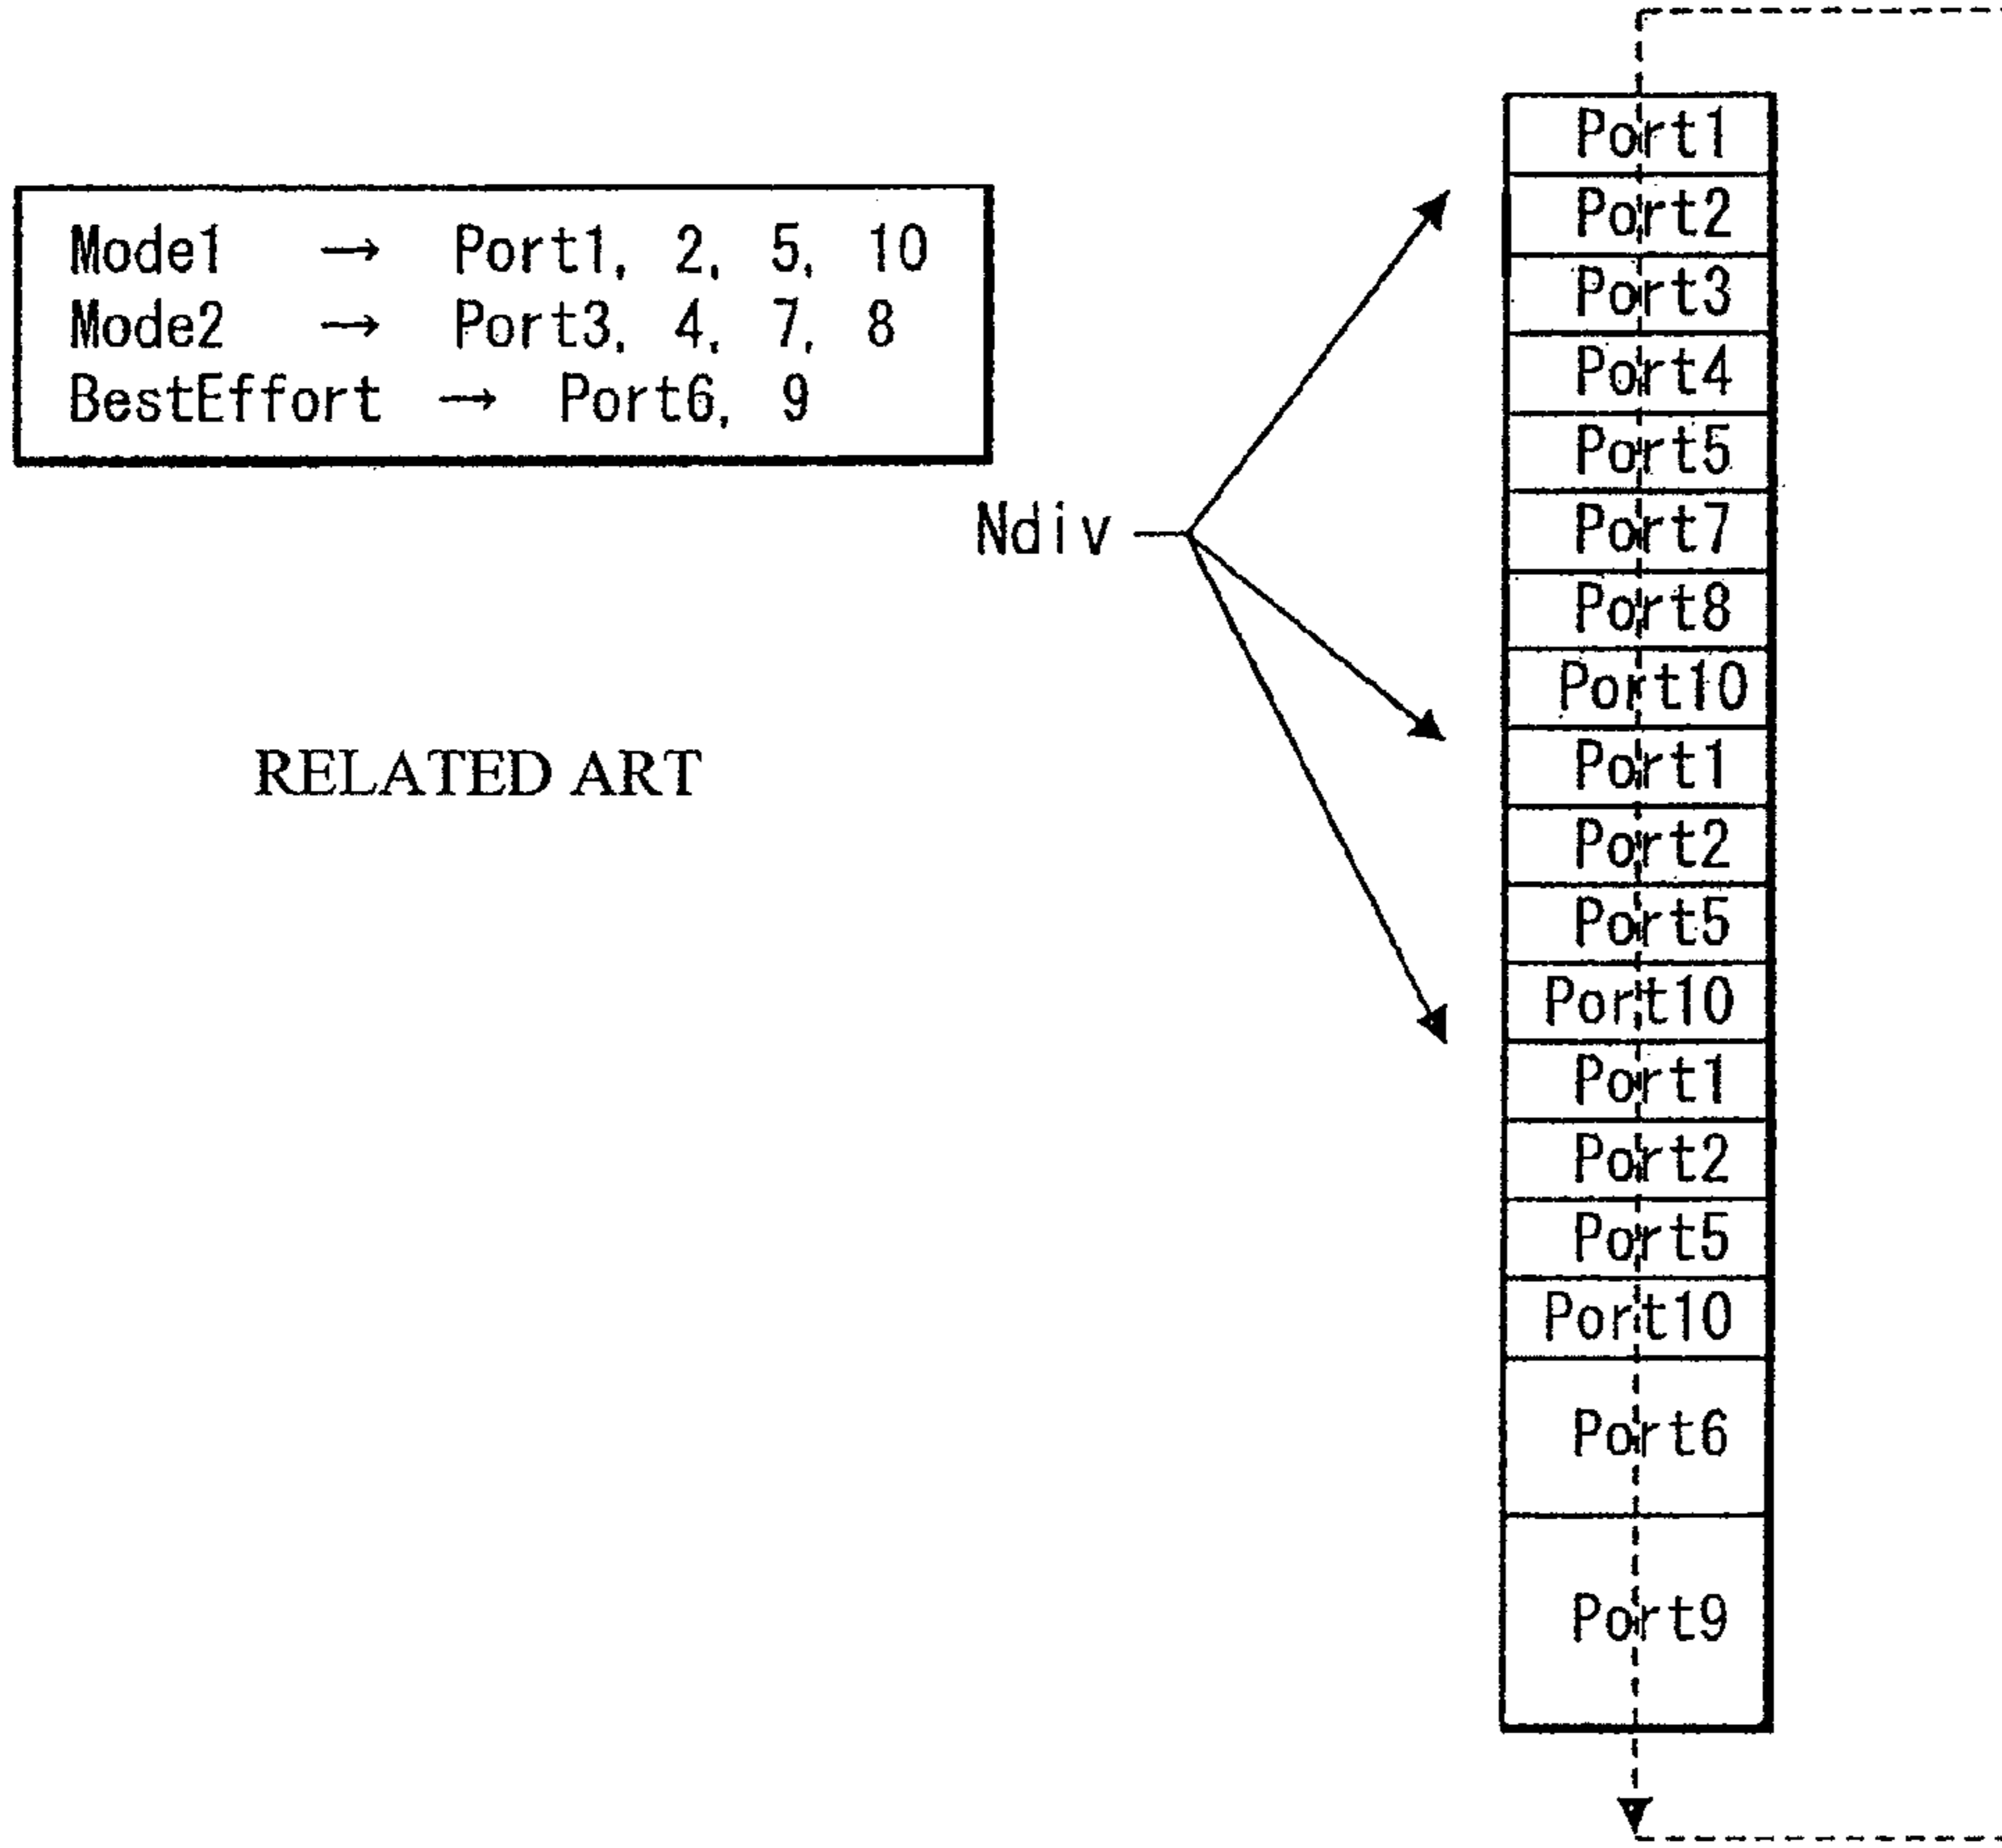 Mode1 → Port1, 2, 5, 10
Mode2 → Port3, 4, 7, 8
BestEffort → Port6, 9
Ndiv
RELATED ART
Port1
Port2
Port3
Port4
Port5
Port7
Port8
Port10
Port1
Port2
Port5
Port10
Port1
Port2
Port5
Port10
Port6
Port9